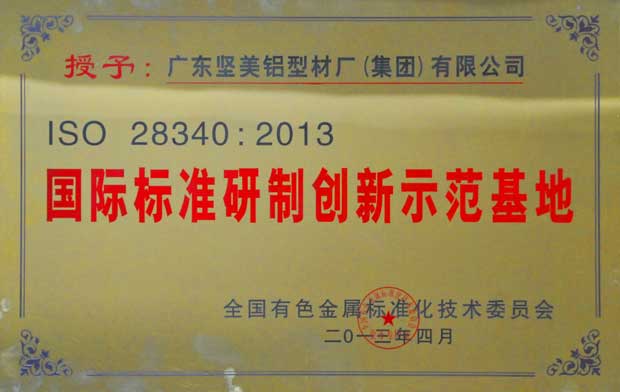 授予：广东坚美铝型材厂(集团)有限公司
ISO 28340:2013
国际标准研制创新示范基地
全国有色金属标准化技术委员会
二〇一三年四月